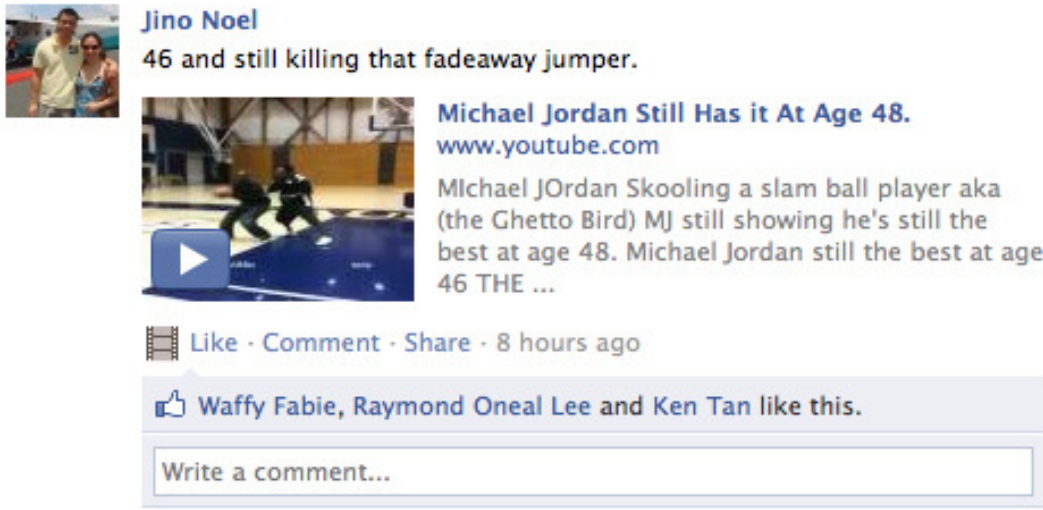 Jino Noel
46 and still killing that fadeaway jumper.
Michael Jordan Still Has it At Age 48.
www.youtube.com
MIchael JOrdan Skooling a slam ball player aka
(the Ghetto Bird) MJ still showing he's still the
best at age 48. Michael Jordan still the best at age
46 THE ...
Like · Comment · Share · 8 hours ago
Waffy Fabie, Raymond Oneal Lee and Ken Tan like this.
Write a comment...